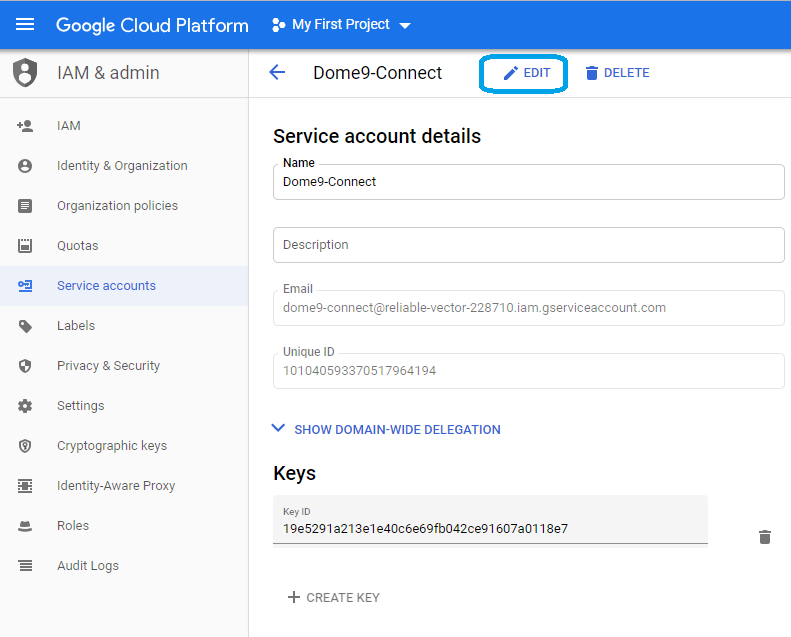 Google Cloud Platform My First Project
IAM & admin
Dome9-Connect EDIT DELETE
IAM
Identity & Organization
Organization policies
Quotas
Service accounts
Labels
Privacy & Security
Settings
Cryptographic keys
Identity-Aware Proxy
Roles
Audit Logs
Service account details
Name
Dome9-Connect
Description
Email
dome9-connect@reliable-vector-228710.iam.gserviceaccount.com
Unique ID
101040593370517964194
SHOW DOMAIN-WIDE DELEGATION
Keys
Key ID
19e5291a213e1e40c6e69fb042ce91607a0118e7
CREATE KEY